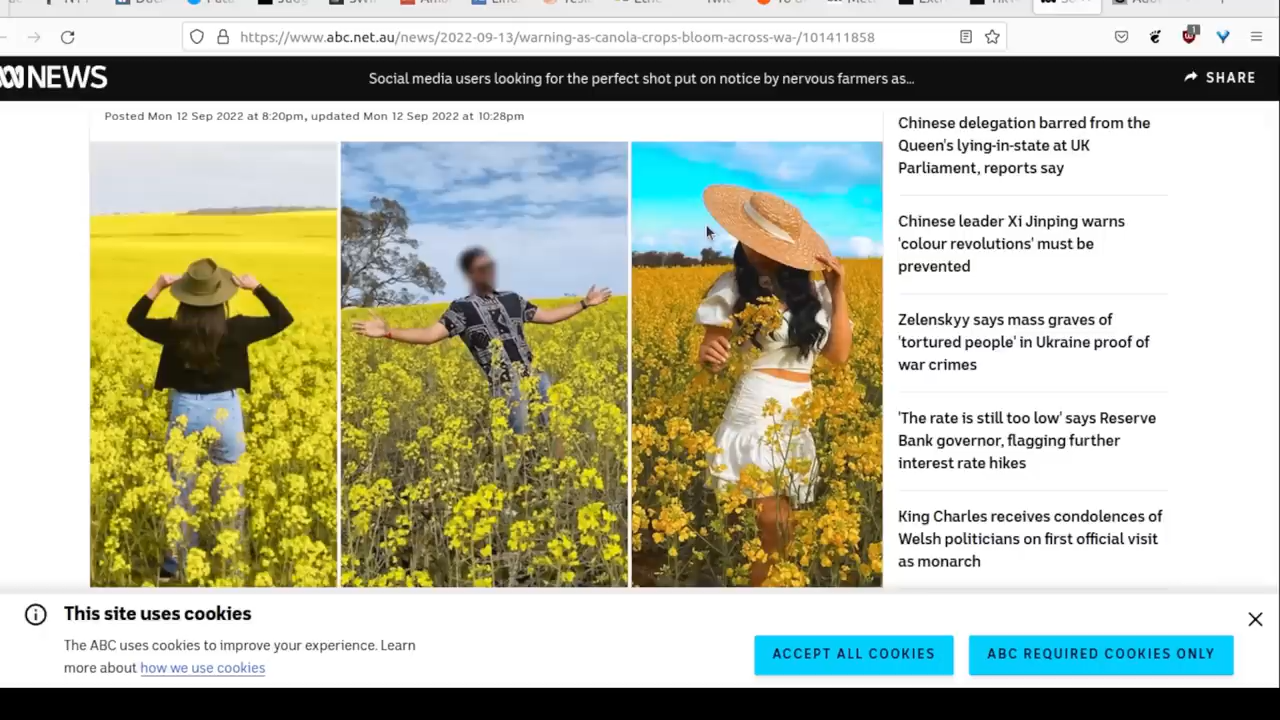 https://www.abc.net.au/news/2022-09-13/warning-as-canola-crops-bloom-across-wa-/101411858
NEWS
Social media users looking for the perfect shot put on notice by nervous farmers as...
SHARE
Posted Mon 12 Sep 2022 at 8:20pm, updated Mon 12 Sep 2022 at 10:28pm
Chinese delegation barred from the
Queen's lying-in-state at UK
Parliament, reports say
Chinese leader Xi Jinping warns
'colour revolutions' must be
prevented
Zelenskyy says mass graves of
'tortured people' in Ukraine proof of
war crimes
'The rate is still too low' says Reserve
Bank governor, flagging further
interest rate hikes
King Charles receives condolences of
Welsh politicians on first official visit
as monarch
This site uses cookies
The ABC uses cookies to improve your experience. Learn
more about how we use cookies
ACCEPT ALL COOKIES
ABC REQUIRED COOKIES ONLY